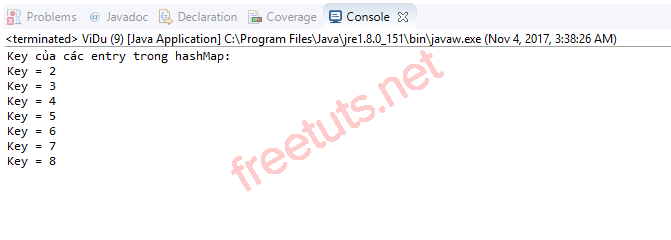 Problems @ Javadoc Declaration Coverage Console
<terminated> ViDu (9) [Java Application] C:\Program Files\Java\jre1.8.0_151\bin\javaw.exe (Nov 4, 2017, 3:38:26 AM)
Key của các entry trong hashMap:
Key = 2
Key = 3
Key = 4
Key = 5
Key = 6
Key = 7
Key = 8
freetuts.net